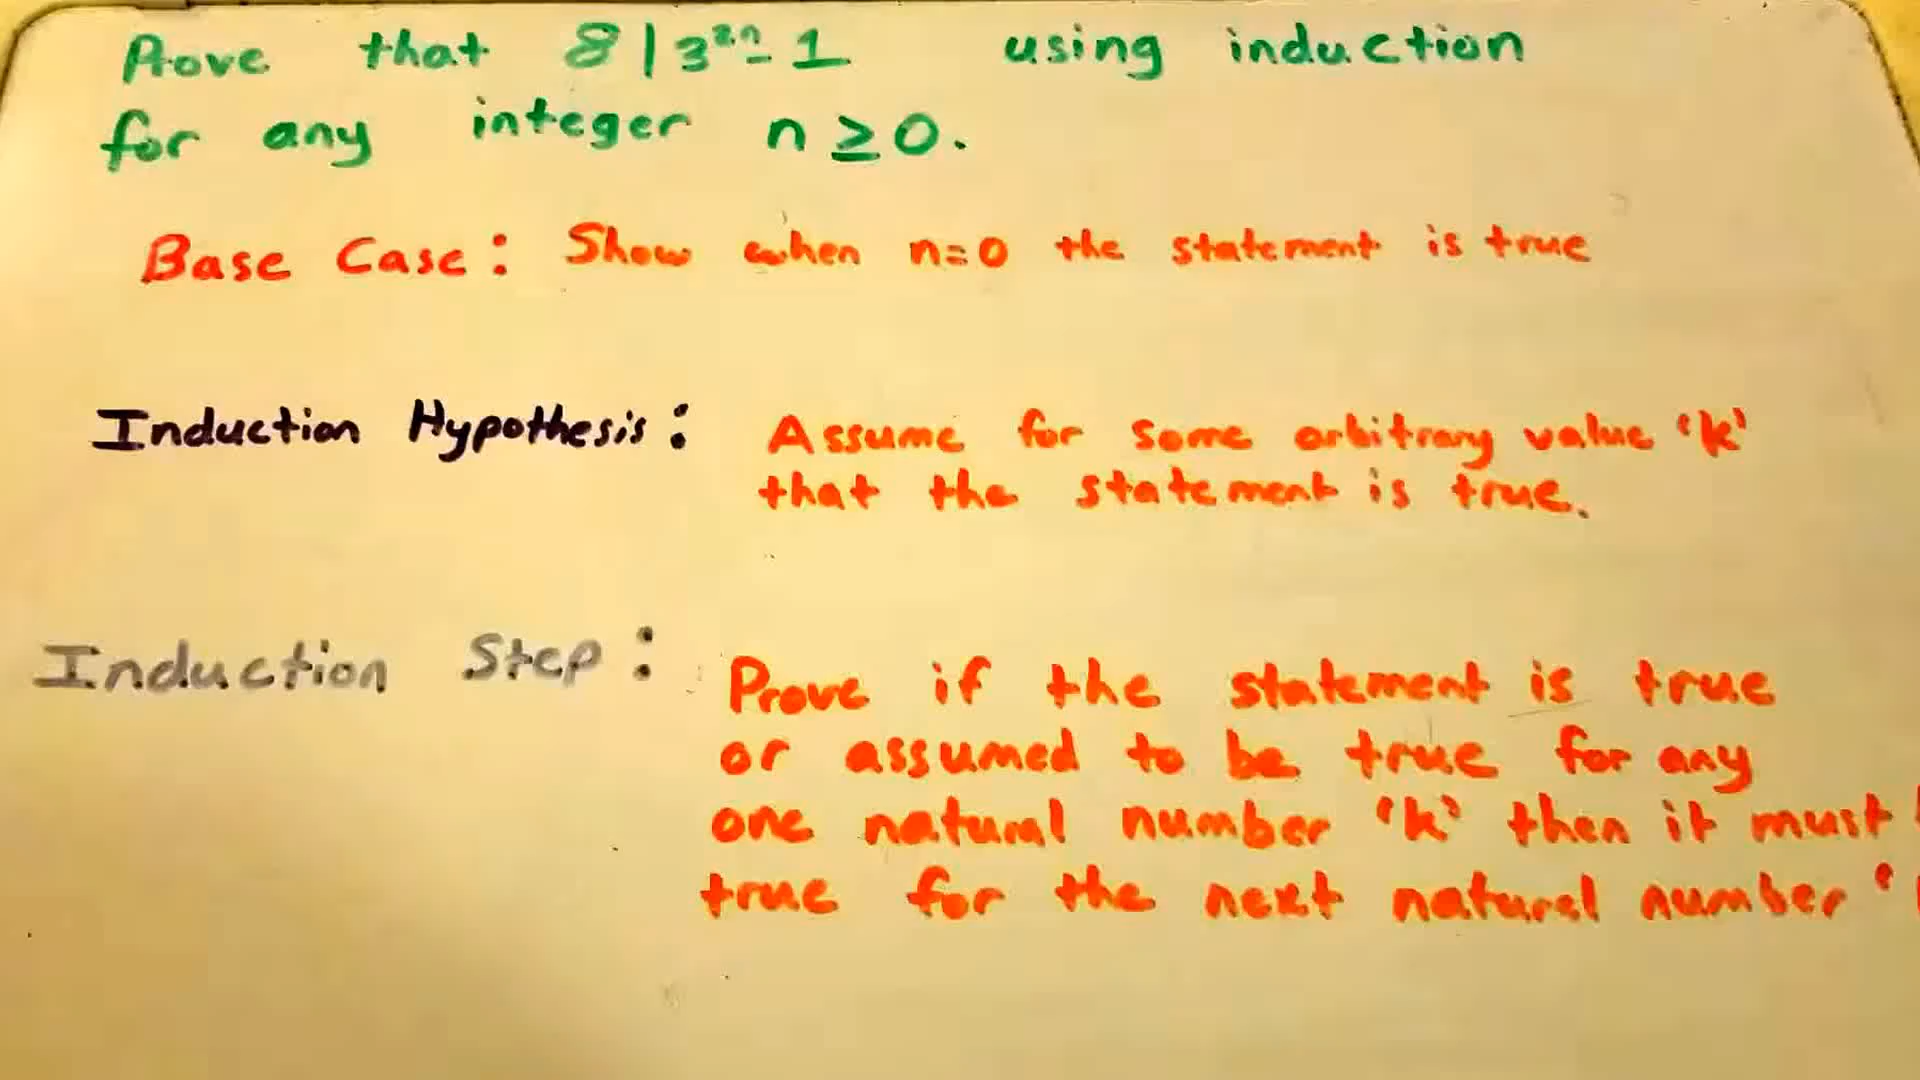 Prove that 8 | 3²ⁿ - 1 using induction
for any integer n ≥ 0.
Base Case: Show when n=0 the statement is true
Induction Hypothesis: Assume for some arbitrary value 'k'
that the statement is true.
Induction Step: Prove if the statement is true
or assumed to be true for any
one natural number 'k' then it must
true for the next natural number '